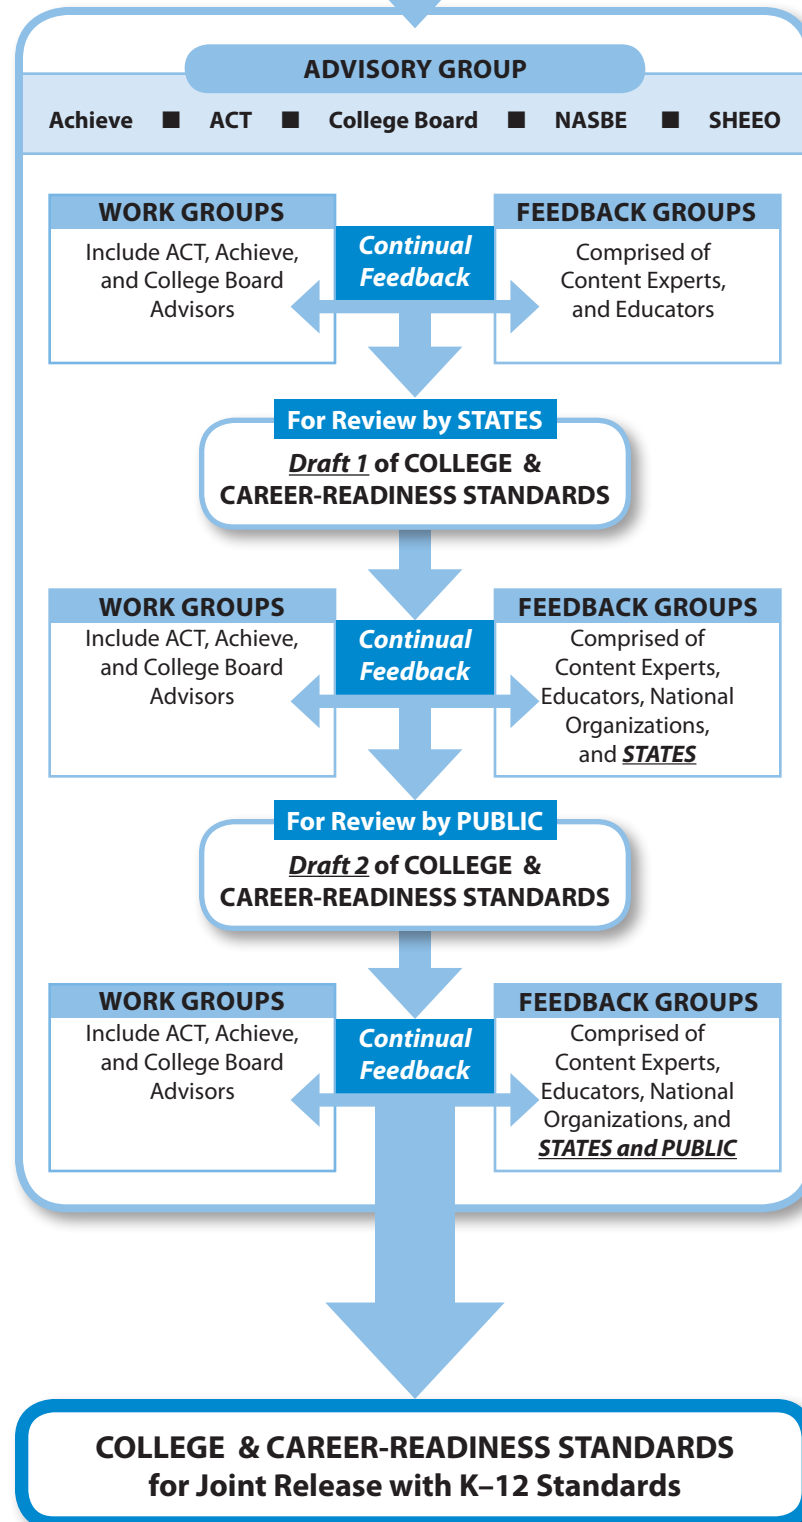 ADVISORY GROUP
Achieve ■ ACT ■ College Board ■ NASBE ■ SHEEO
WORK GROUPS
Include ACT, Achieve,
and College Board
Advisors
Continual
Feedback
FEEDBACK GROUPS
Comprised of
Content Experts,
and Educators
For Review by STATES
Draft 1 of COLLEGE &
CAREER-READINESS STANDARDS
WORK GROUPS
Include ACT, Achieve,
and College Board
Advisors
Continual
Feedback
FEEDBACK GROUPS
Comprised of
Content Experts,
Educators, National
Organizations,
and STATES
For Review by PUBLIC
Draft 2 of COLLEGE &
CAREER-READINESS STANDARDS
WORK GROUPS
Include ACT, Achieve,
and College Board
Advisors
Continual
Feedback
FEEDBACK GROUPS
Comprised of
Content Experts,
Educators, National
Organizations, and
STATES and PUBLIC
COLLEGE & CAREER-READINESS STANDARDS
for Joint Release with K–12 Standards